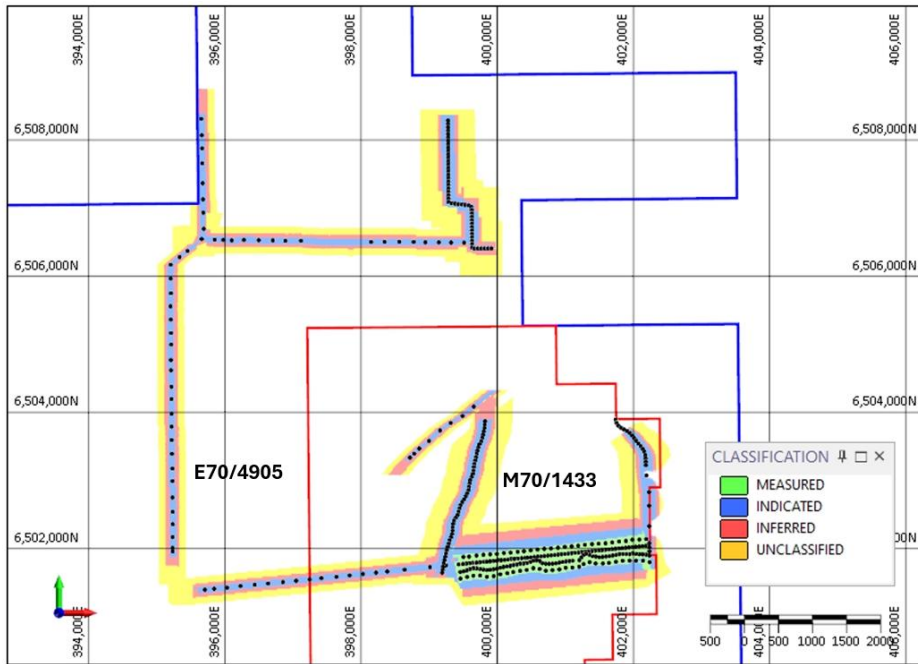 394,000E
396,000E
398,000E
400,000E
402,000E
404,000E
406,000E
6,508,000N
6,508,000N
6,506,000N
6,506,000N
6,504,000N
6,504,000N
E70/4905
M70/1433
CLASSIFICATION
MEASURED
INDICATED
INFERRED
UNCLASSIFIED
6,502,000N
00N
394,000E
396,000E
398,000E
400,000E
402,000E
404,000E
500 0 500 1000 1500 2000